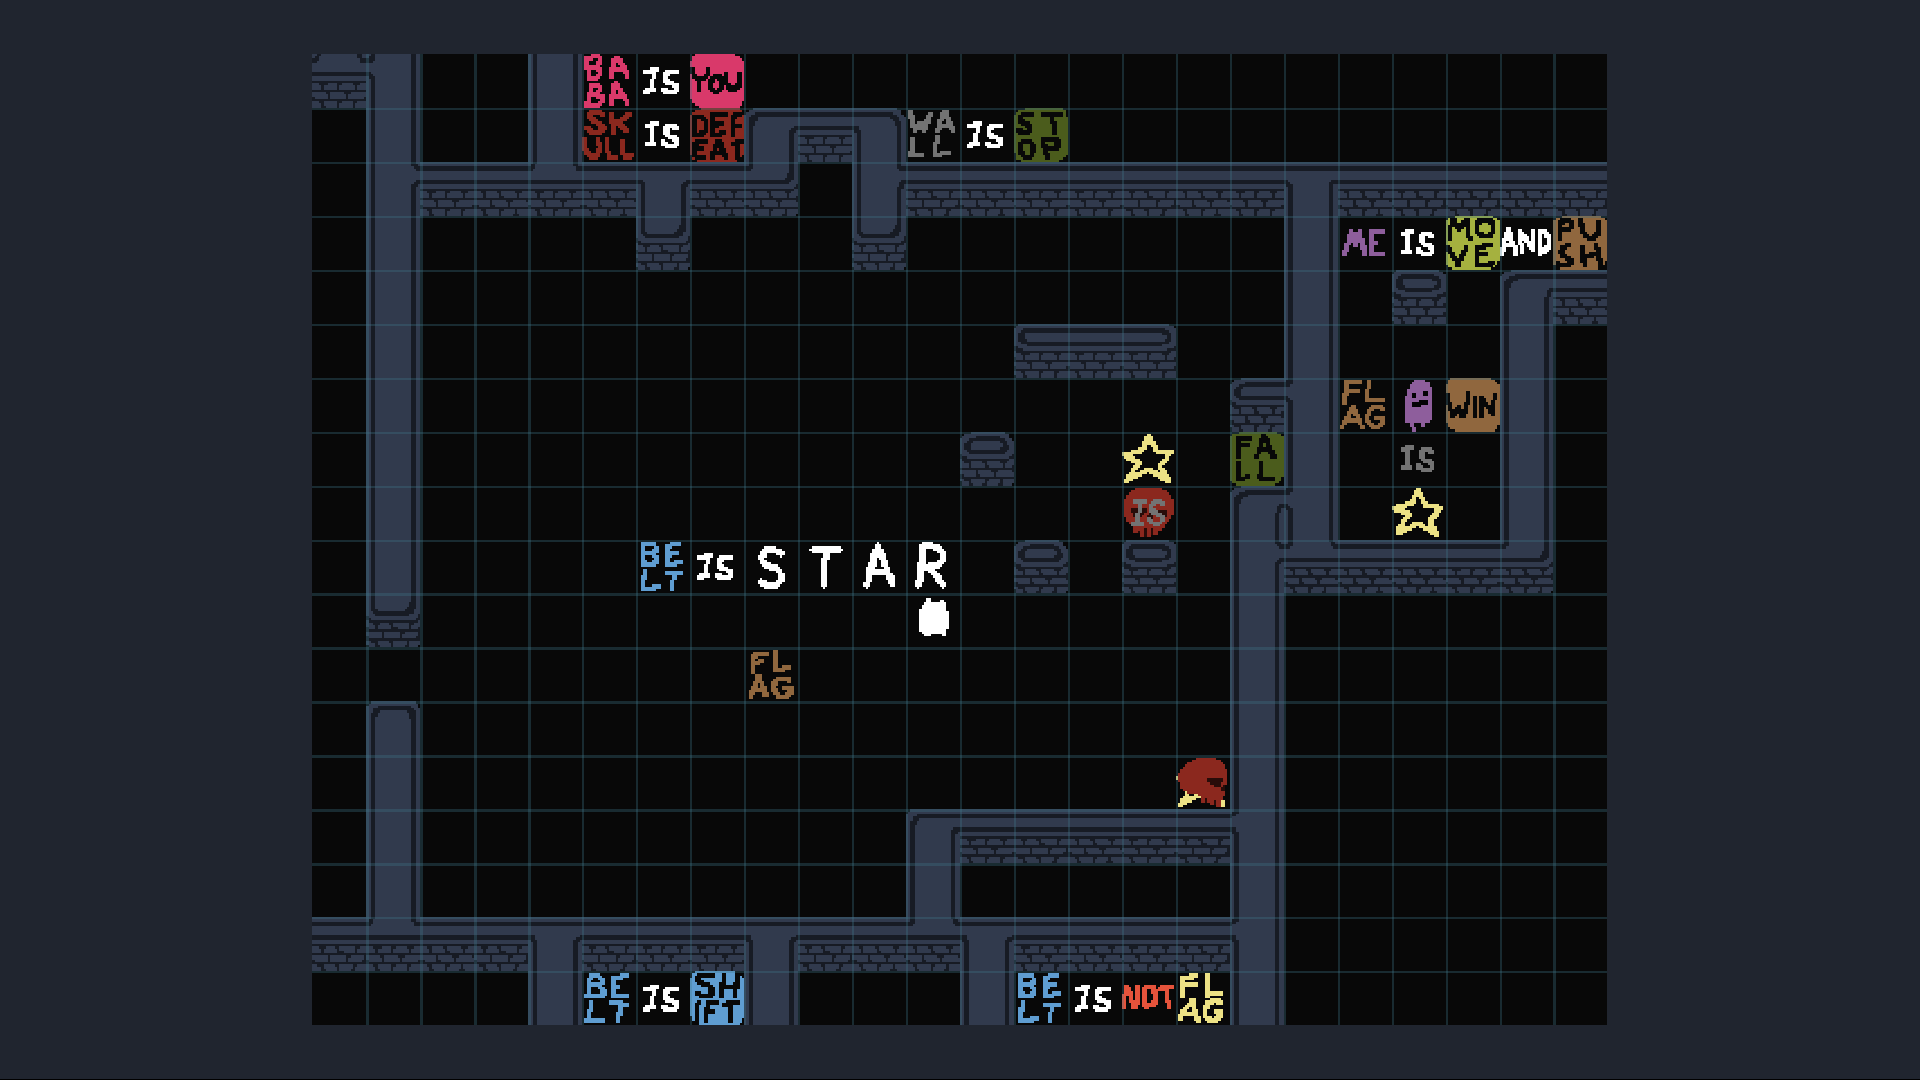 BABA IS YOU
SKULL IS DEFEAT
WALL IS STOP
ME IS MOVE AND PUSH
FLAG WIN
FALL
IS
IS
BELT IS S T A R
FLAG
BELT IS SHIFT
BELT IS NOT FLAG